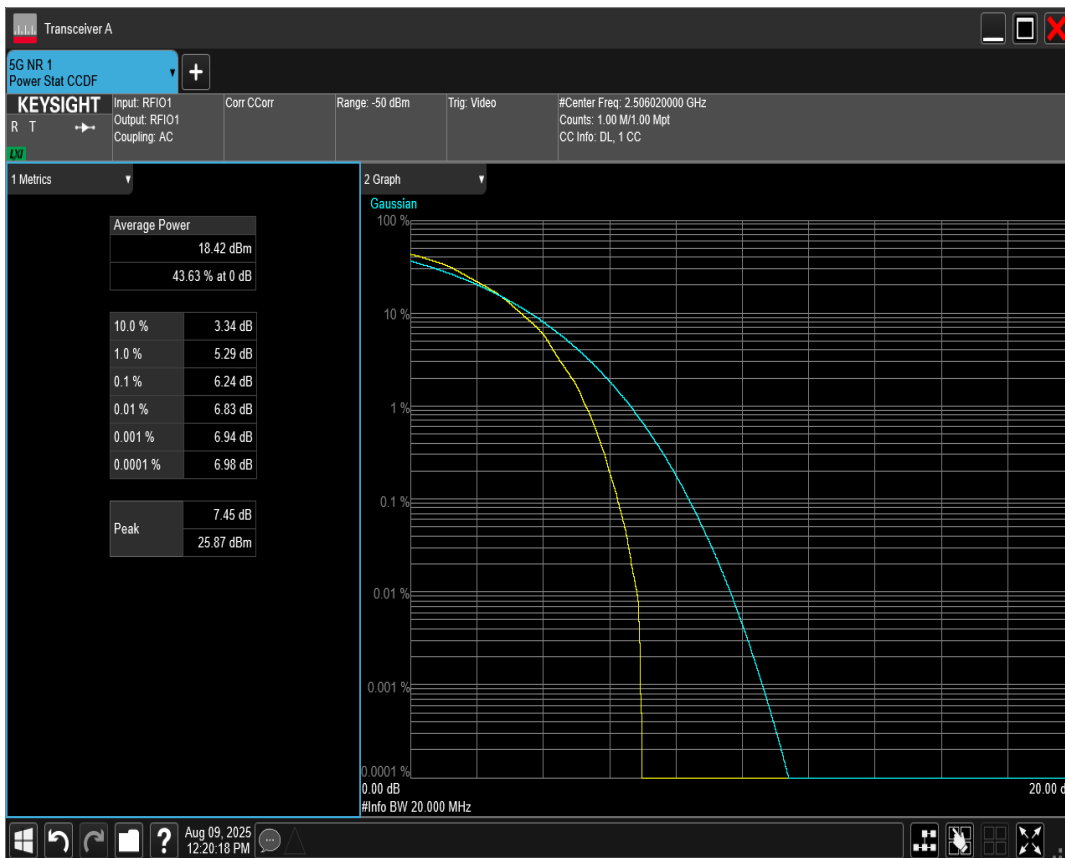 Transceiver A
5G NR 1
Power Stat CCDF
+
KEYSIGHT
R T
LXI
Input: RFIO1
Output: RFIO1
Coupling: AC
Corr CCorr
Range: -50 dBm
Trig: Video
#Center Freq: 2.506020000 GHz
Counts: 1.00 M/1.00 Mpt
CC Info: DL, 1 CC
1 Metrics
Average Power
18.42 dBm
43.63 % at 0 dB
10.0 % 3.34 dB
1.0 % 5.29 dB
0.1 % 6.24 dB
0.01 % 6.83 dB
0.001 % 6.94 dB
0.0001 % 6.98 dB
Peak 7.45 dB
25.87 dBm
2 Graph
Gaussian
100 %
10 %
1 %
0.1 %
0.01 %
0.001 %
0.0001 %
0.00 dB 20.00 d
#Info BW 20.000 MHz
? Aug 09, 2025
12:20:18 PM